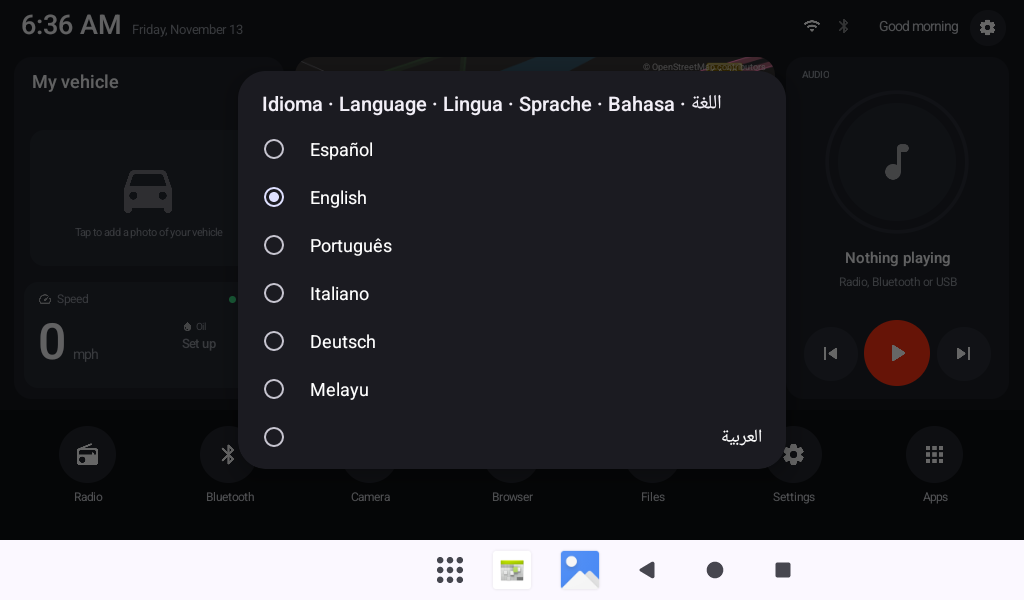 6:36 AM Friday, November 13
Good morning
My vehicle
© OpenStreetMap contributors
AUDIO
Idioma · Language · Lingua · Sprache · Bahasa · اللغة
Español
English
Português
Italiano
Deutsch
Melayu
العربية
Tap to add a photo of your vehicle
Speed
0 mph
Oil
Set up
Nothing playing
Radio, Bluetooth or USB
Radio
Bluetooth
Camera
Browser
Files
Settings
Apps